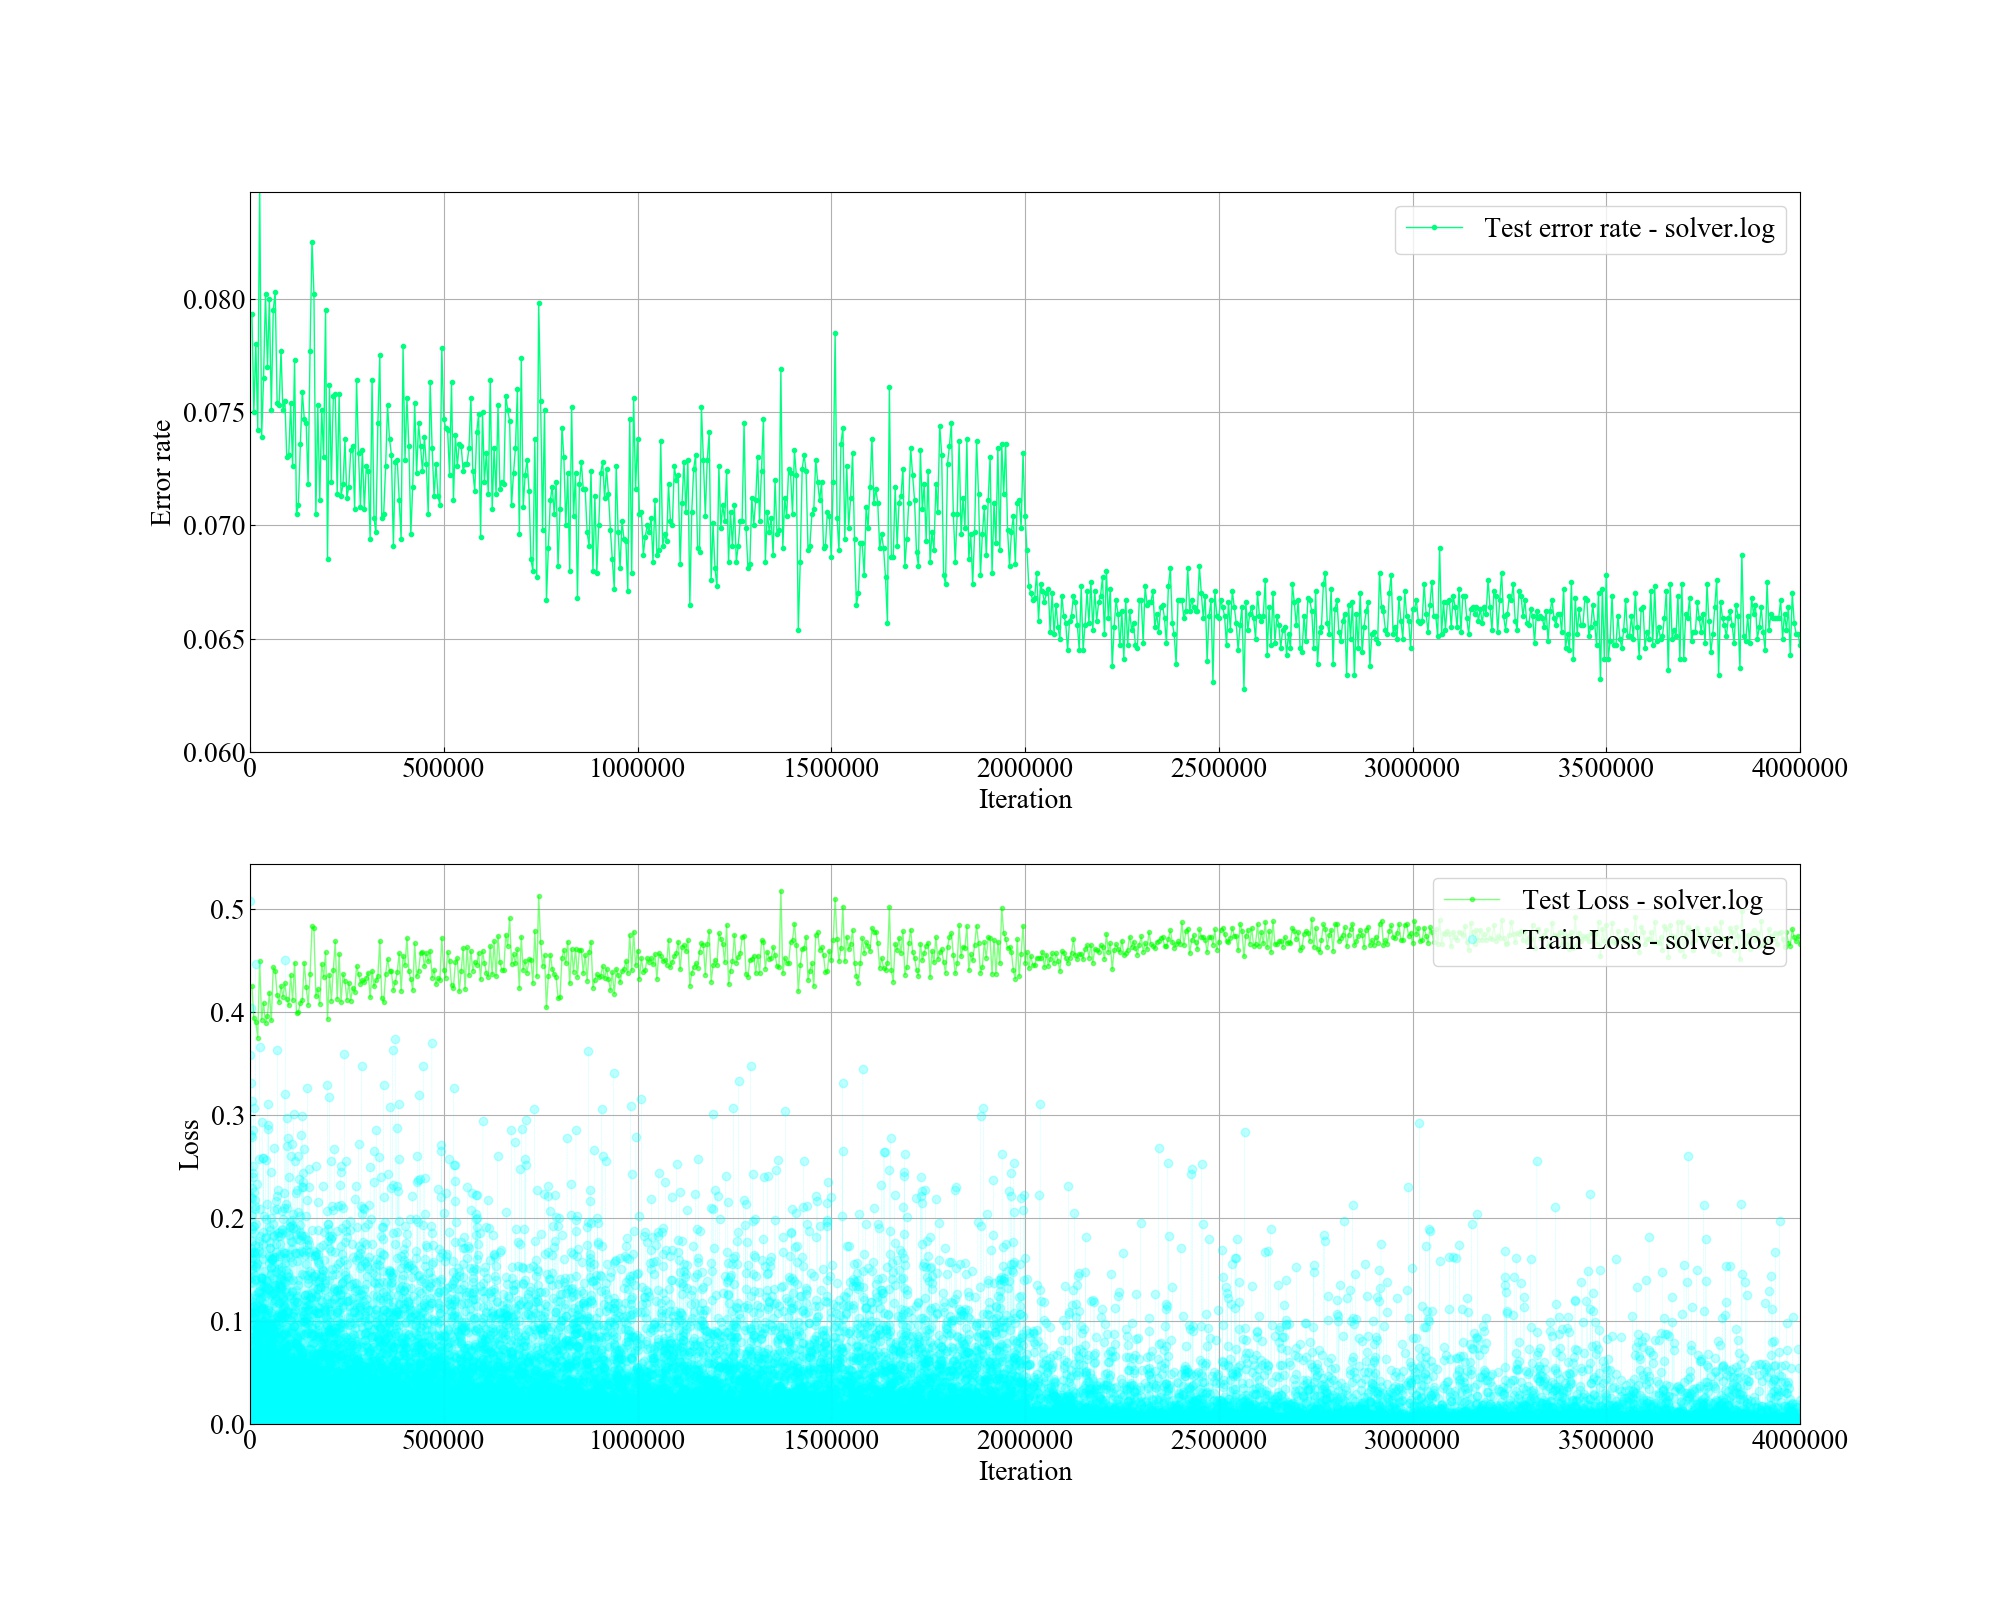 Test error rate - solver.log
0.080
0.075
0.070
0.065
0.060
Error rate
0 500000 1000000 1500000 2000000 2500000 3000000 3500000 4000000
Iteration
Test Loss - solver.log
Train Loss - solver.log
0.5
0.4
0.3
0.2
0.1
0.0
Loss
0 500000 1000000 1500000 2000000 2500000 3000000 3500000 4000000
Iteration